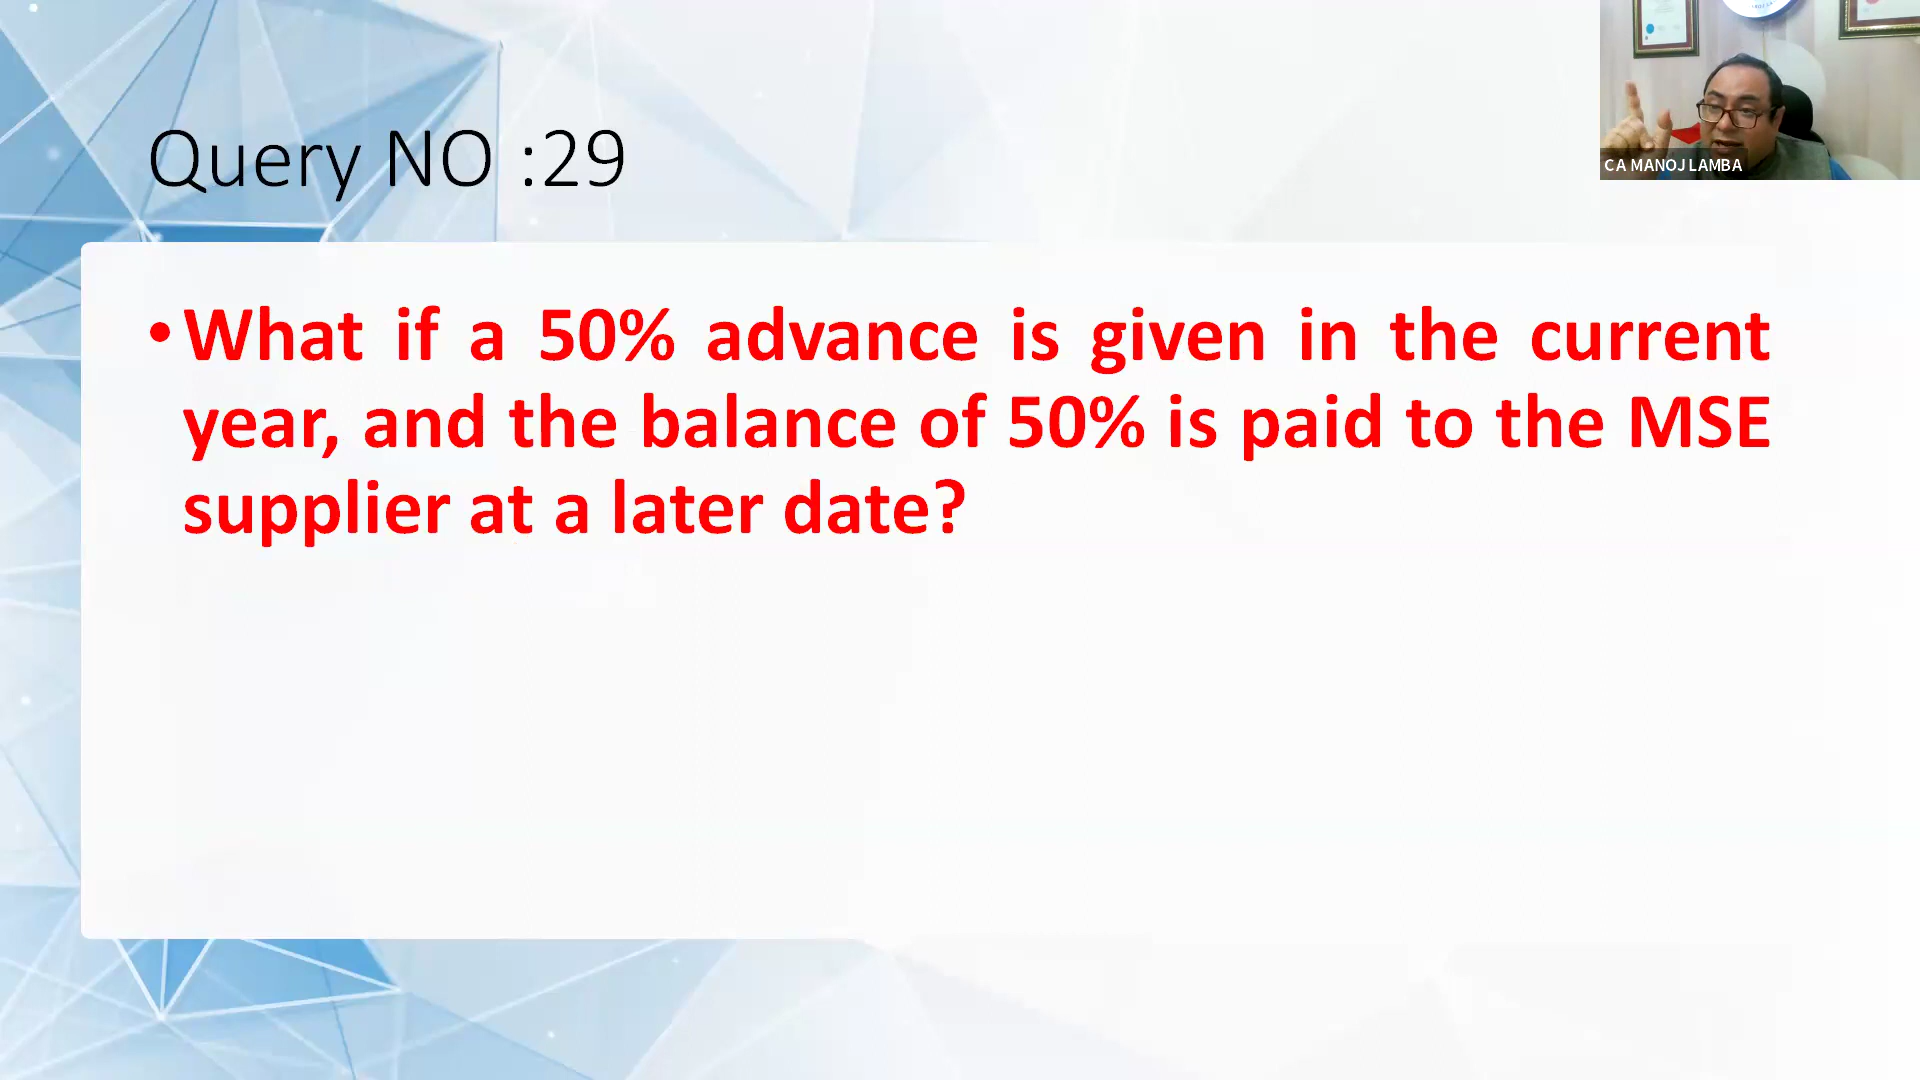 Query NO :29
CA MANOJ LAMBA
•What if a 50% advance is given in the current
year, and the balance of 50% is paid to the MSE
supplier at a later date?